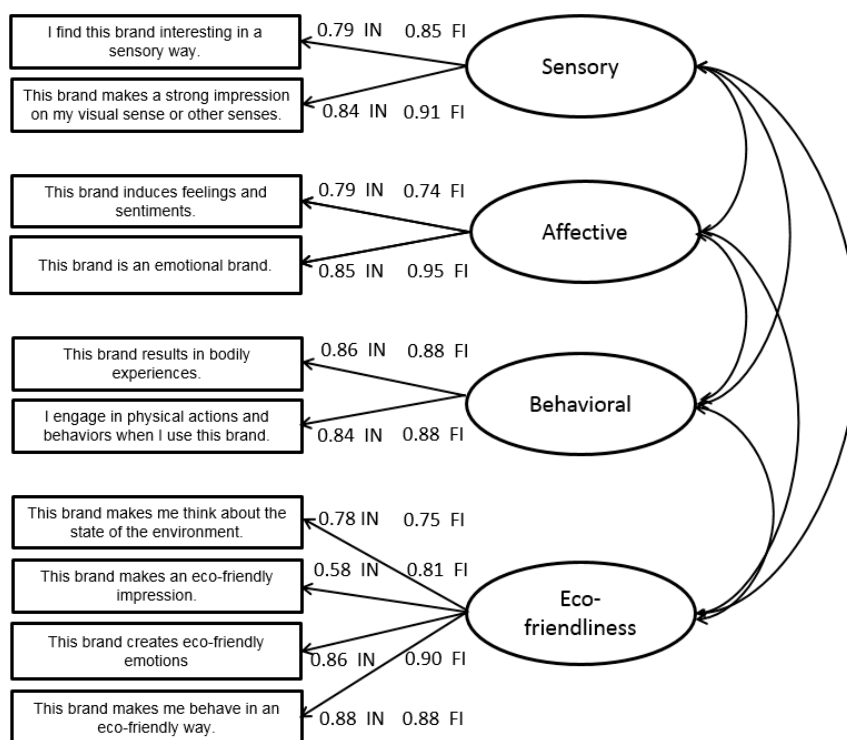 I find this brand interesting in a
sensory way.
0.79 IN 0.85 FI
Sensory
This brand makes a strong impression
on my visual sense or other senses.
0.84 IN 0.91 FI
This brand induces feelings and
sentiments.
0.79 IN 0.74 FI
Affective
This brand is an emotional brand.
0.85 IN 0.95 FI
This brand results in bodily
experiences.
0.86 IN 0.88 FI
Behavioral
I engage in physical actions and
behaviors when I use this brand.
0.84 IN 0.88 FI
This brand makes me think about the
state of the environment.
0.78 IN 0.75 FI
This brand makes an eco-friendly
impression.
0.58 IN 0.81 FI
Eco-
friendliness
This brand creates eco-friendly
emotions
0.86 IN 0.90 FI
This brand makes me behave in an
eco-friendly way.
0.88 IN 0.88 FI